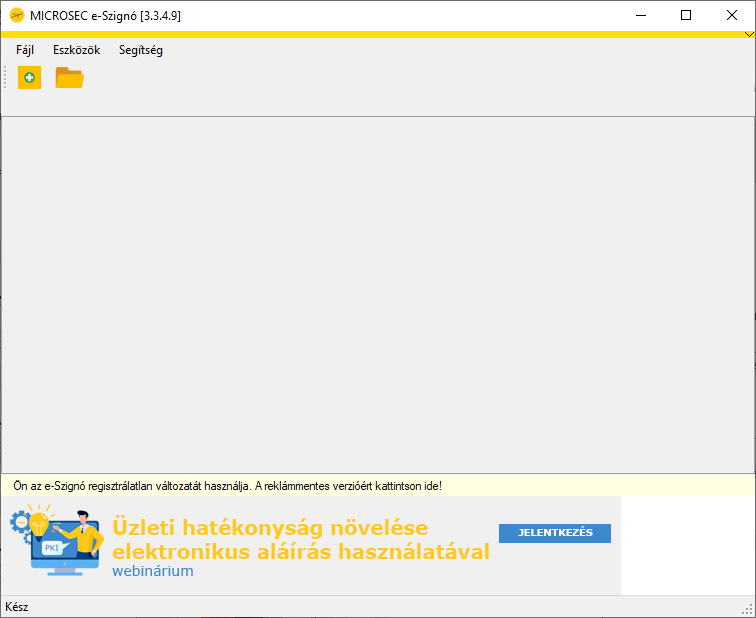 MICROSEC e-Szignó [3.3.4.9]
Fájl Eszközök Segítség
Ön az e-Szignó regisztrálatlan változatát használja. A reklámmentes verzióért kattintson ide!
PKI
Üzleti hatékonyság növelése
elektronikus aláírás használatával
webinárium
JELENTKEZÉS
Kész